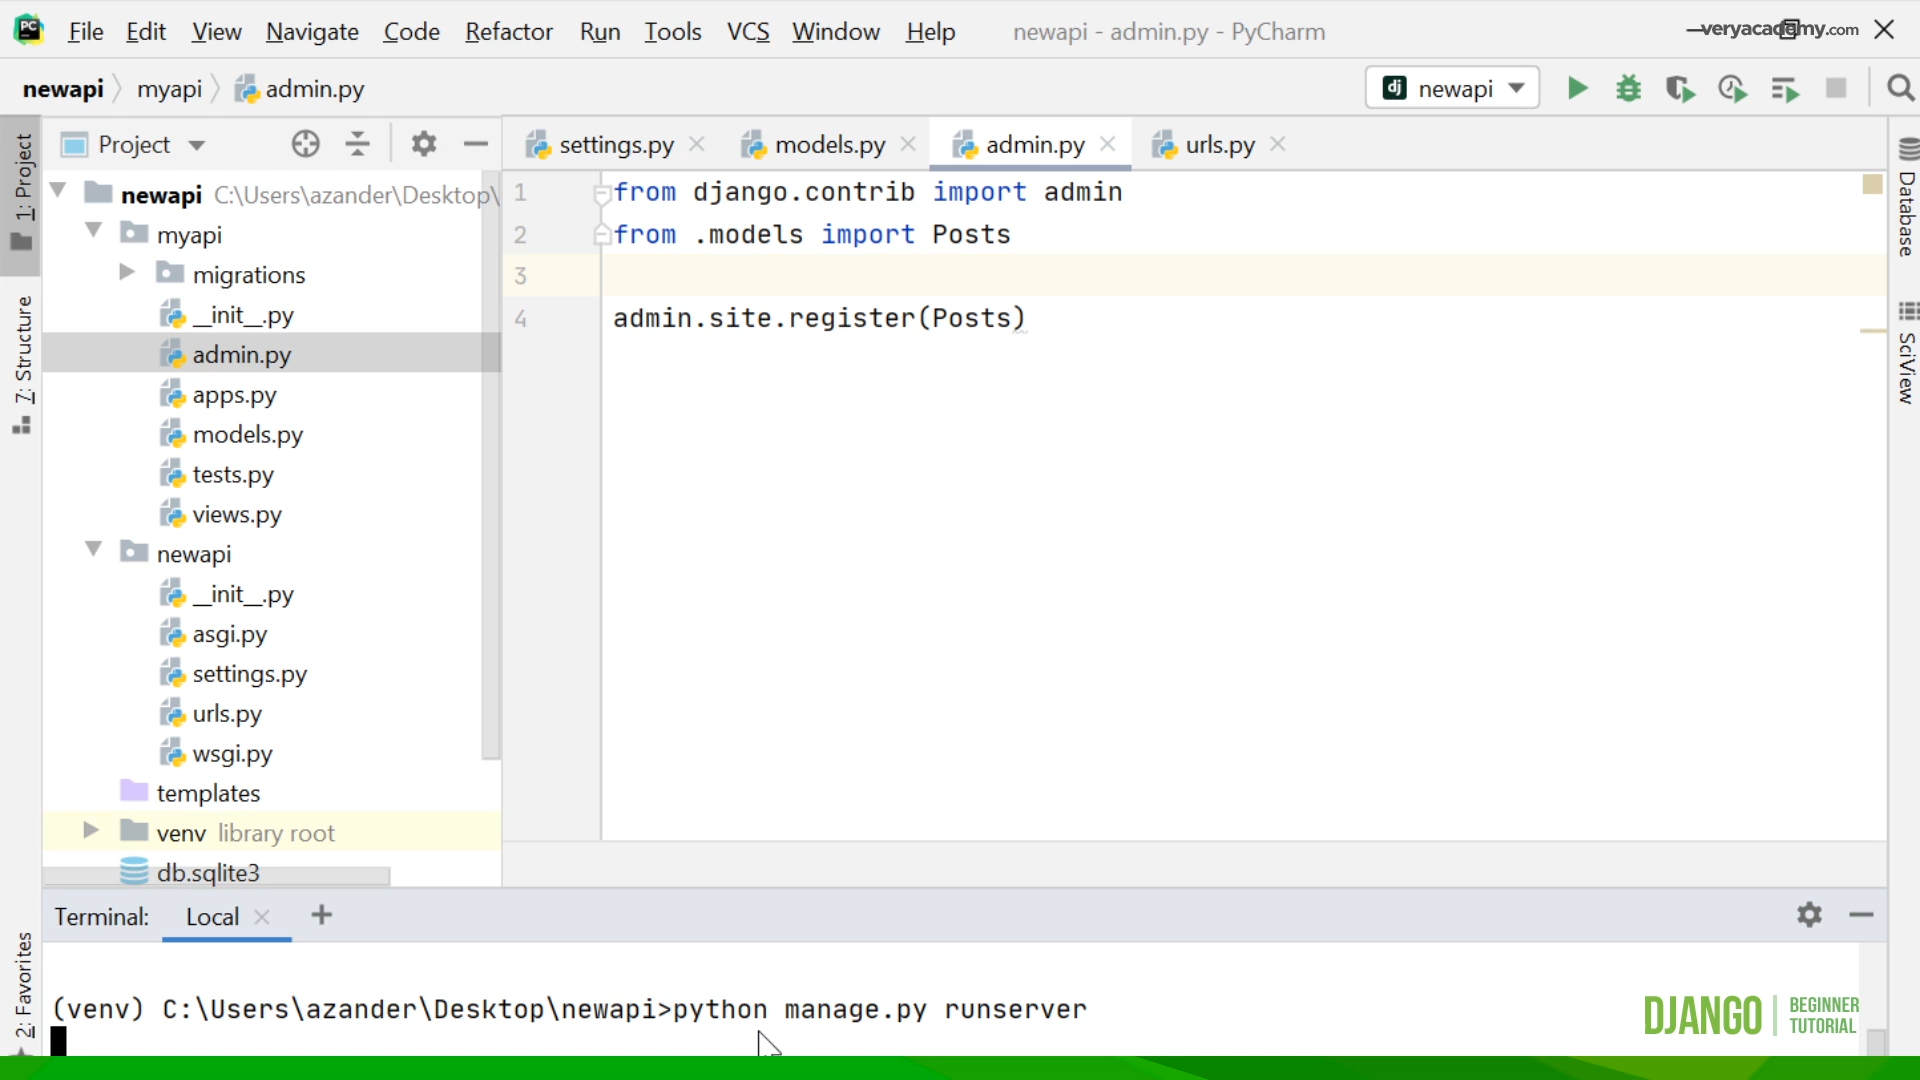 File Edit View Navigate Code Refactor Run Tools VCS Window Help newapi - admin.py - PyCharm
veryacademy.com
newapi myapi admin.py newapi
Project
settings.py models.py admin.py urls.py
1: Project
7: Structure
2: Favorites
newapi C:\Users\azander\Desktop\
myapi
migrations
__init__.py
admin.py
apps.py
models.py
tests.py
views.py
newapi
__init__.py
asgi.py
settings.py
urls.py
wsgi.py
templates
venv library root
db.sqlite3
1 from django.contrib import admin
2 from .models import Posts
3
4 admin.site.register(Posts)
Database
SciView
Terminal: Local
(venv) C:\Users\azander\Desktop\newapi>python manage.py runserver
DJANGO
BEGINNER
TUTORIAL